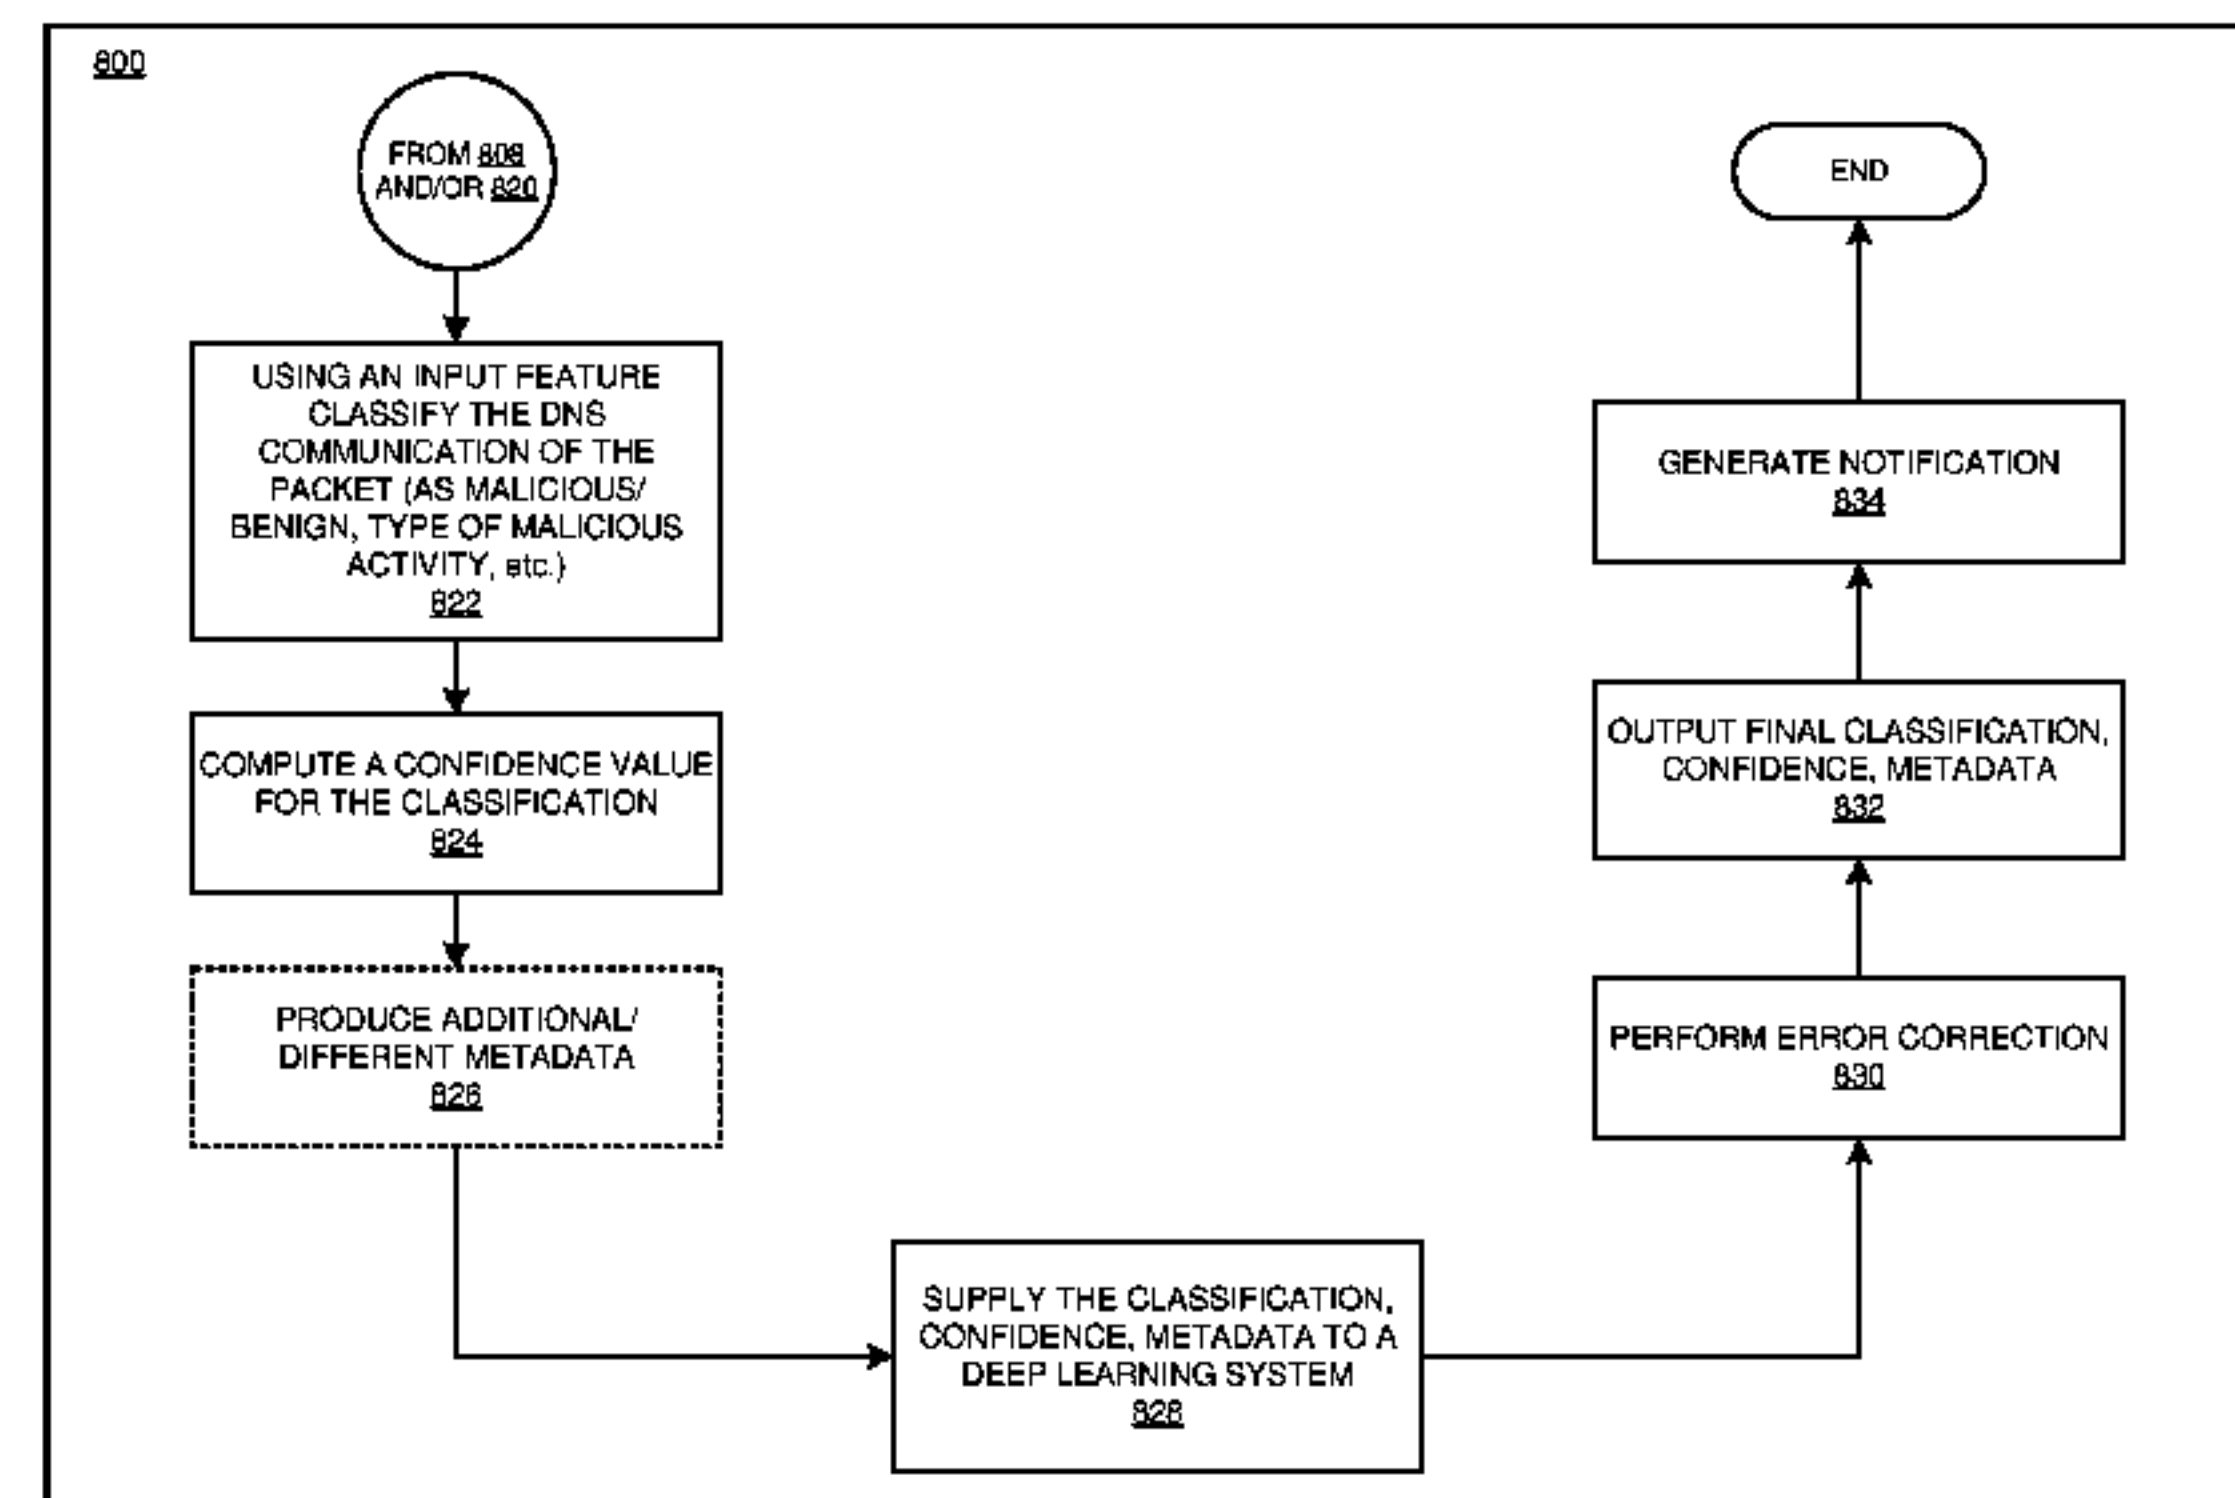 800
FROM 808
AND/OR 820
USING AN INPUT FEATURE
CLASSIFY THE DNS
COMMUNICATION OF THE
PACKET (AS MALICIOUS/
BENIGN, TYPE OF MALICIOUS
ACTIVITY, etc.)
822
COMPUTE A CONFIDENCE VALUE
FOR THE CLASSIFICATION
824
PRODUCE ADDITIONAL/
DIFFERENT METADATA
826
SUPPLY THE CLASSIFICATION,
CONFIDENCE, METADATA TO A
DEEP LEARNING SYSTEM
828
PERFORM ERROR CORRECTION
830
OUTPUT FINAL CLASSIFICATION,
CONFIDENCE, METADATA
832
GENERATE NOTIFICATION
834
END